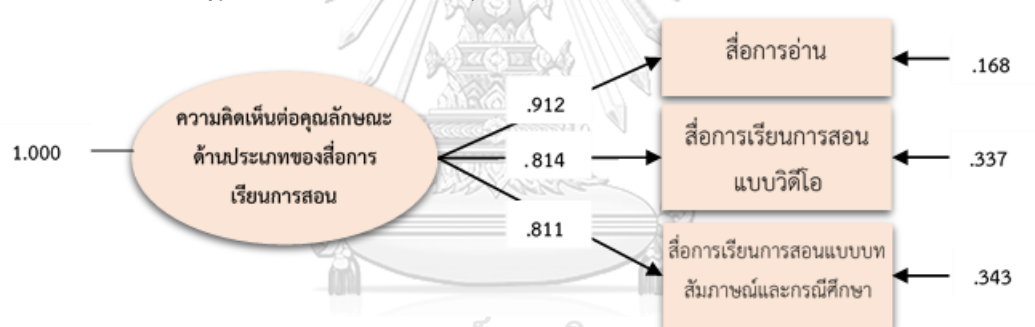 สื่อการอ่าน
.168
.912
ความคิดเห็นต่อคุณลักษณะ
ด้านประเภทของสื่อการ
เรียนการสอน
1.000
.814
สื่อการเรียนการสอน
แบบวิดีโอ
.337
.811
สื่อการเรียนการสอนแบบบท
สัมภาษณ์และกรณีศึกษา
.343